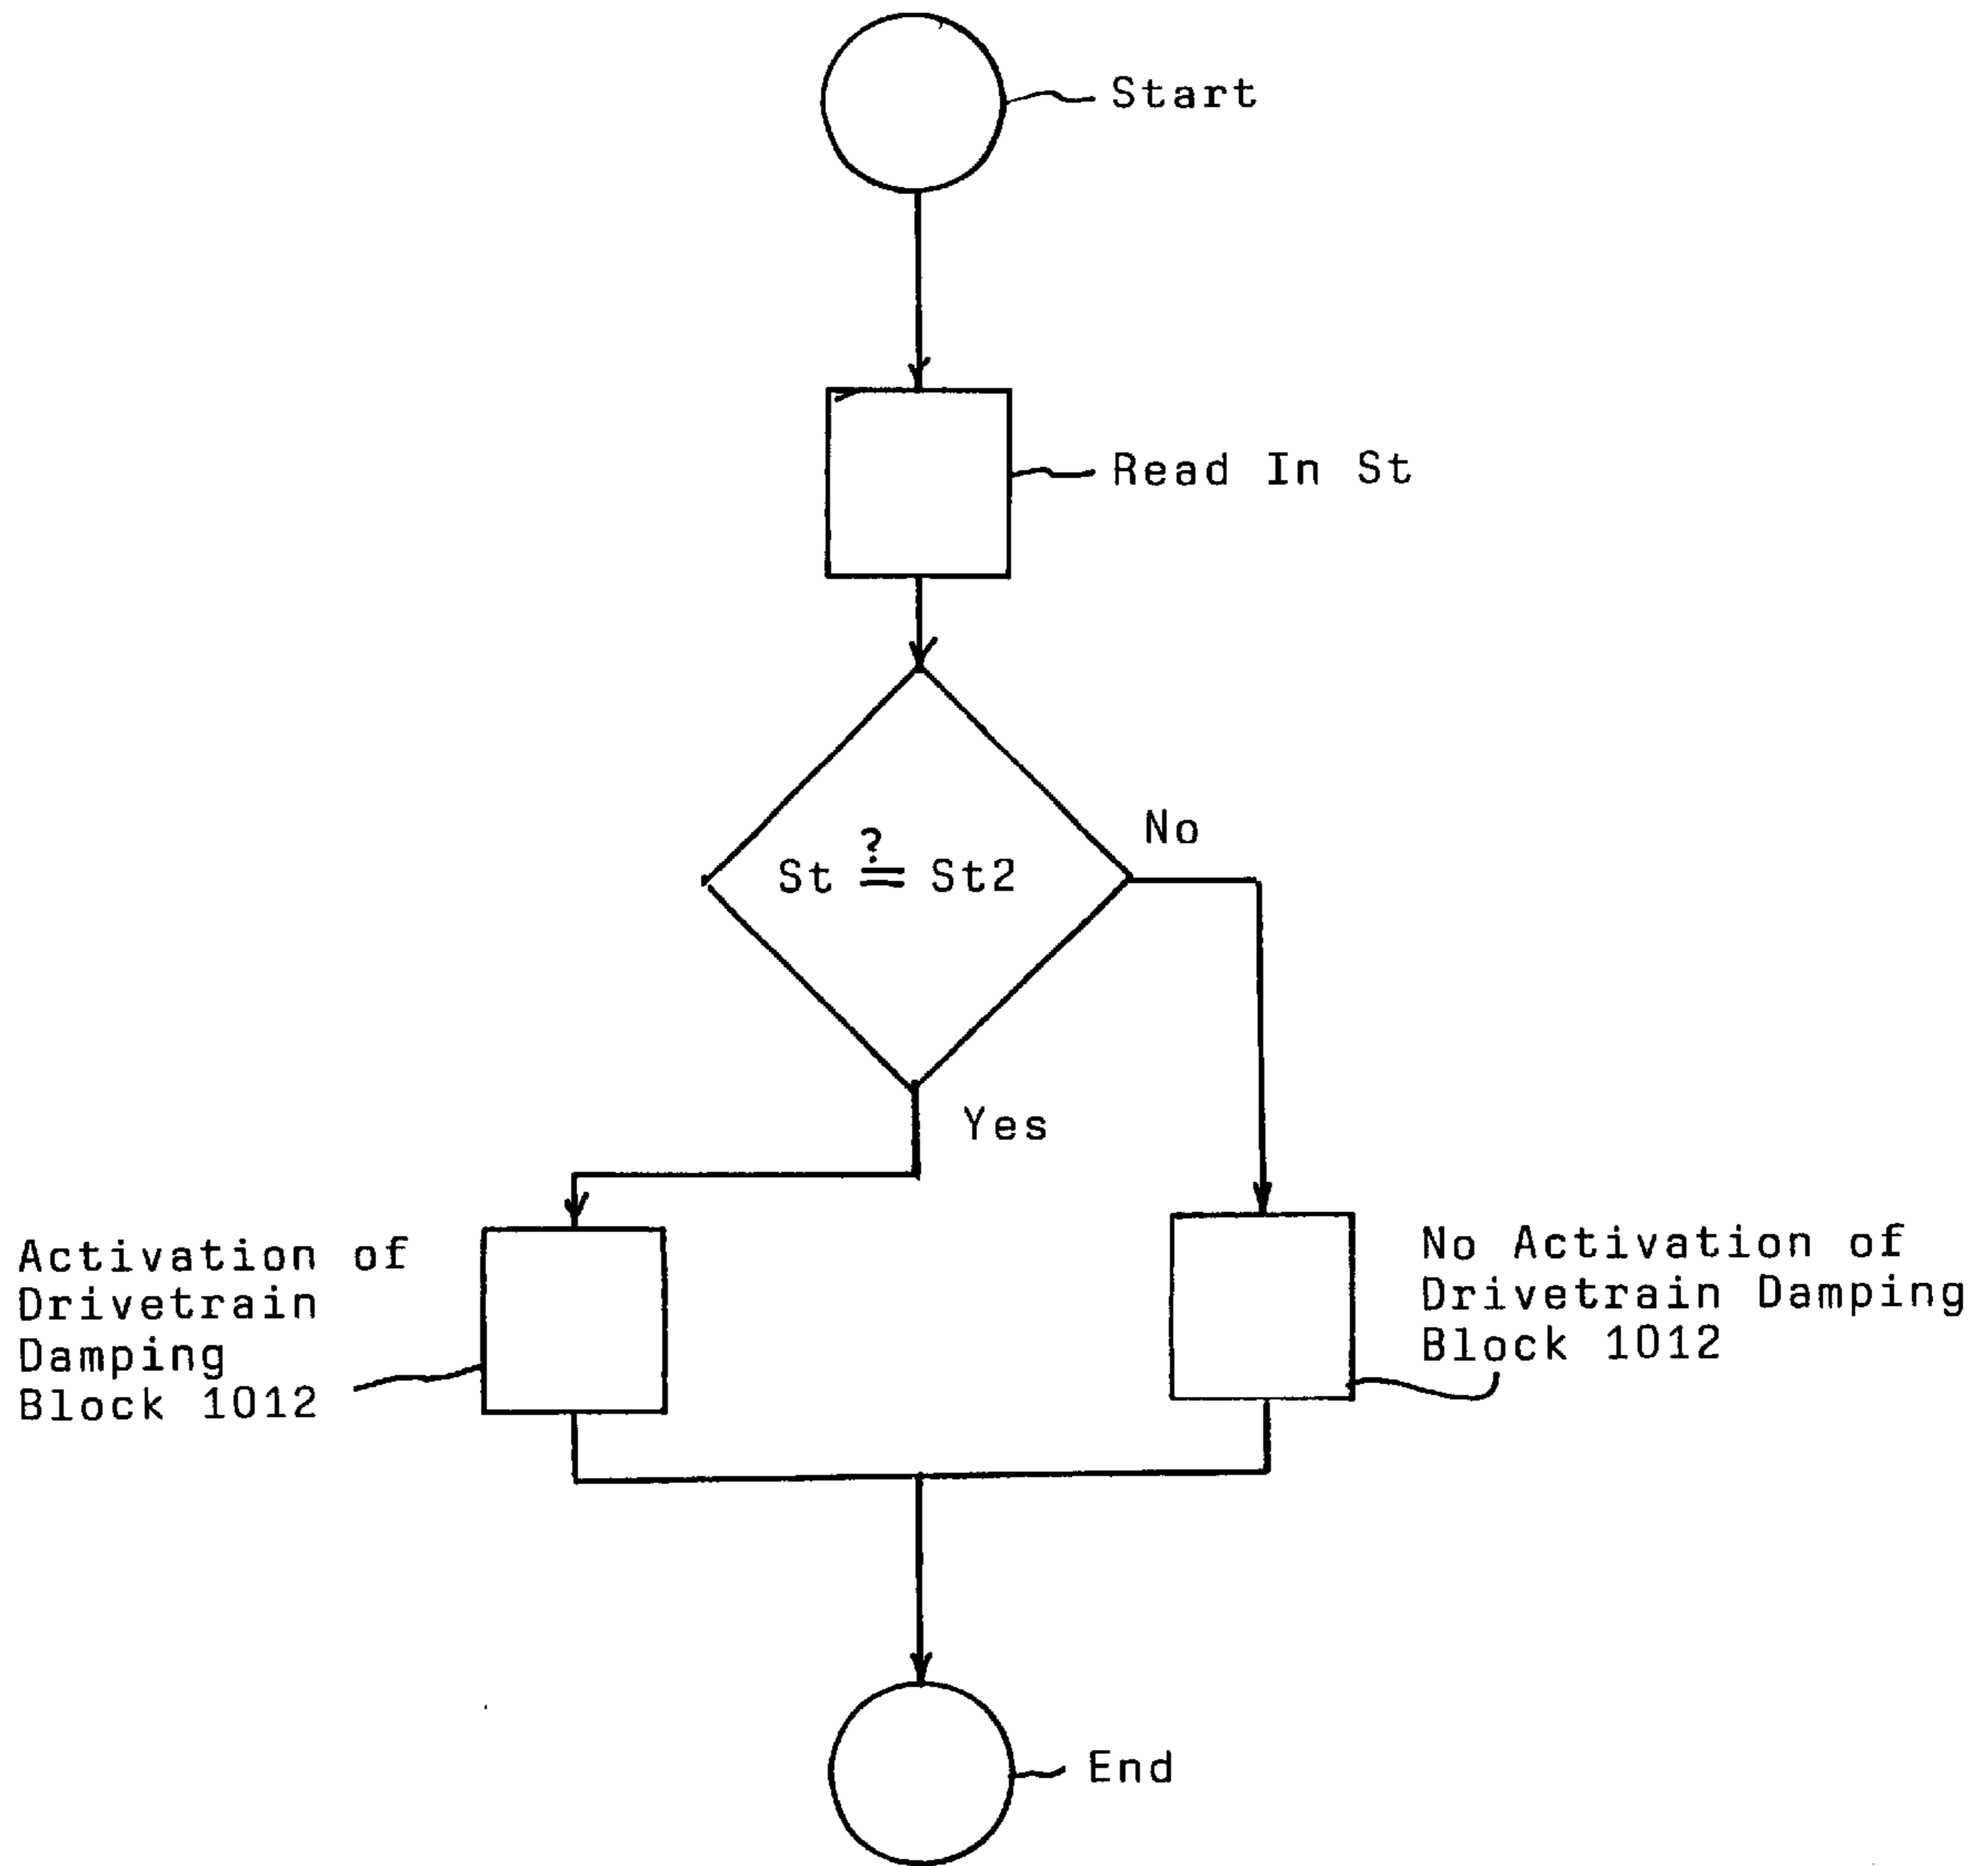 Start
Read In St
No
St ?= St2
Yes
Activation of
Drivetrain
Damping
Block 1012
No Activation of
Drivetrain Damping
Block 1012
End